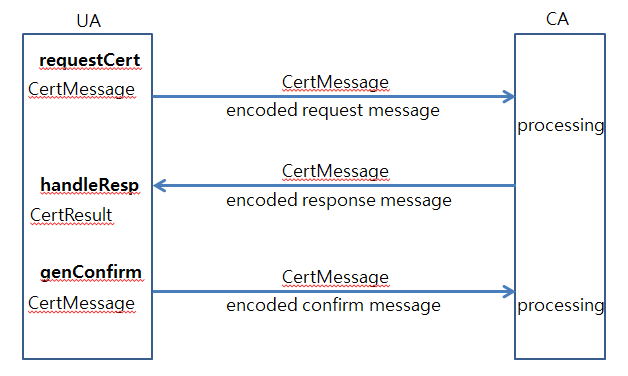 UA
CA
requestCert
CertMessage
CertMessage
encoded request message
processing
handleResp
CertMessage
CertResult
encoded response message
genConfirm
CertMessage
CertMessage
encoded confirm message
processing